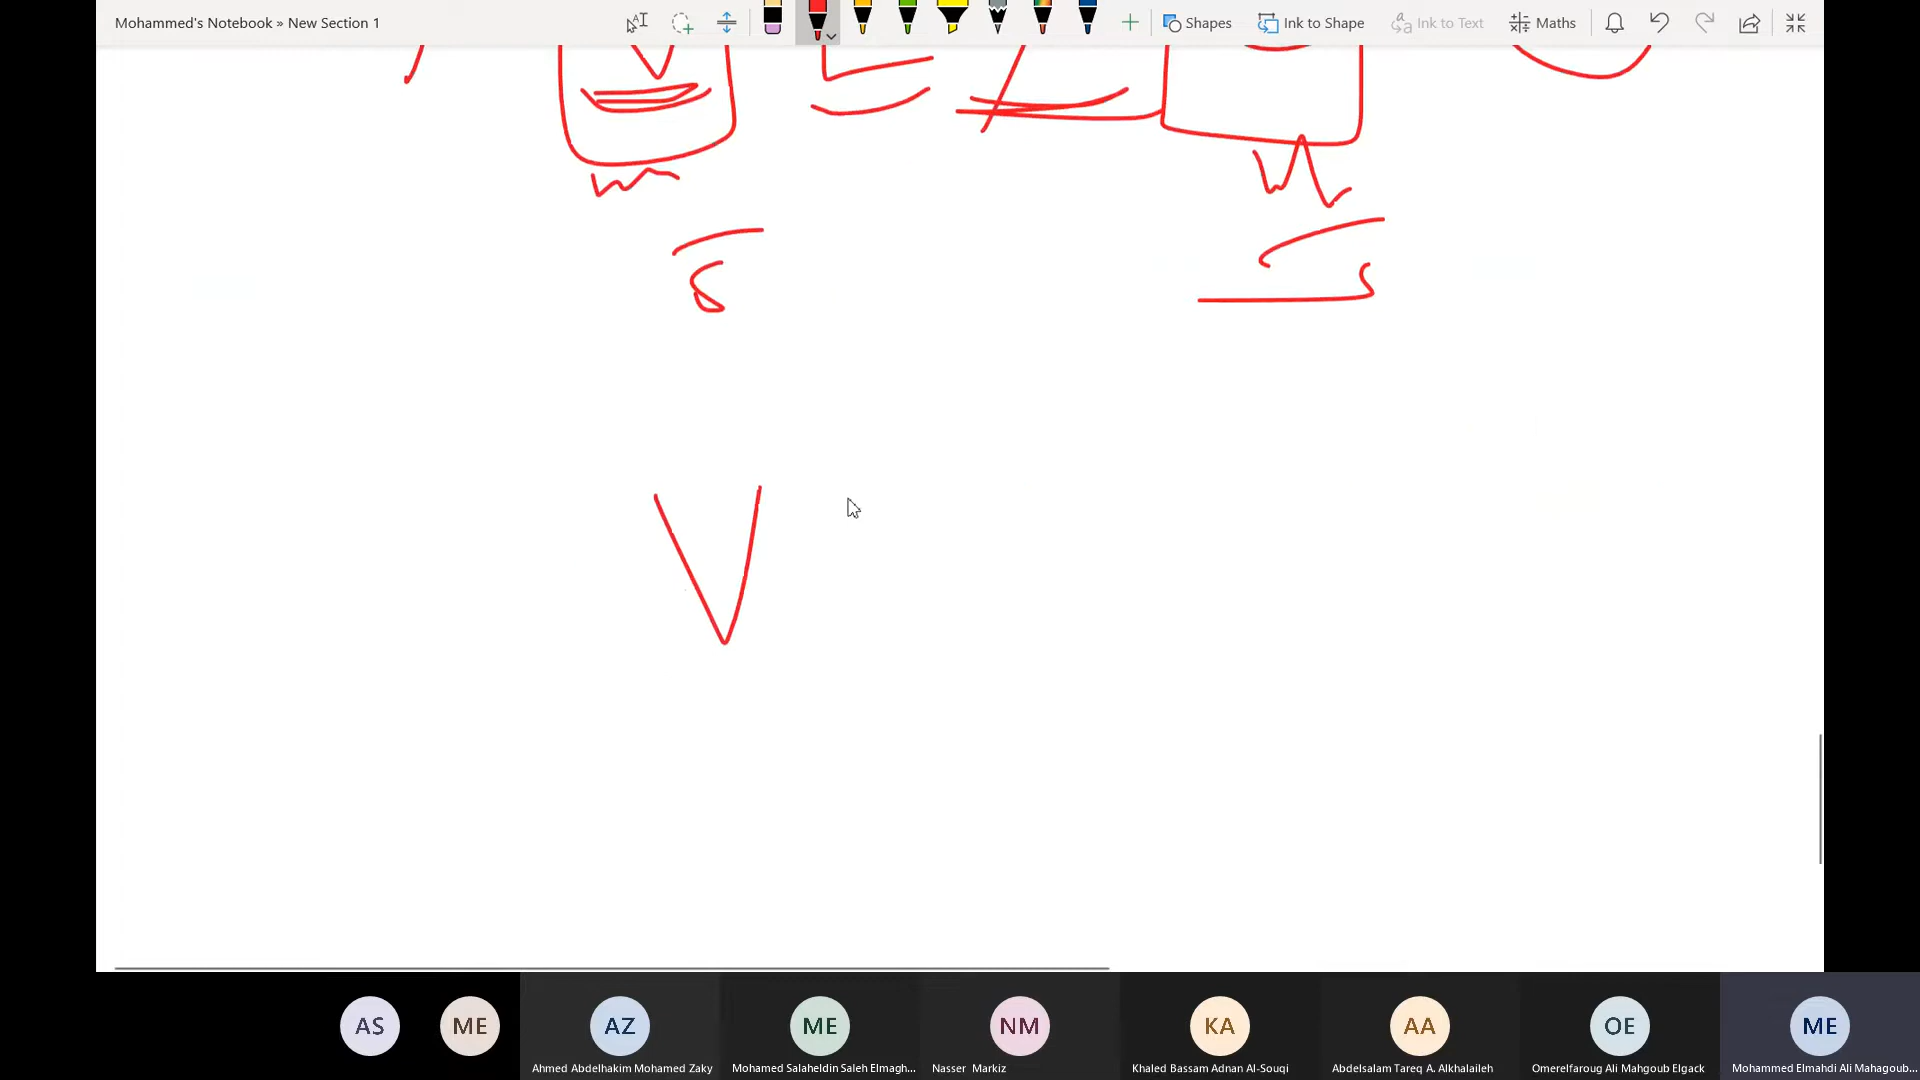 Mohammed's Notebook » New Section 1
Shapes
Ink to Shape
Ink to Text
Maths
V
AS
ME
AZ
ME
NM
KA
AA
OE
ME
Ahmed Abdelhakim Mohamed Zaky
Mohamed Salaheldin Saleh Elmagh...
Nasser Markiz
Khaled Bassam Adnan Al-Souqi
Abdelsalam Tareq A. Alkhalaileh
Omerelfaroug Ali Mahgoub Elgack
Mohammed Elmahdi Ali Mahagoub...